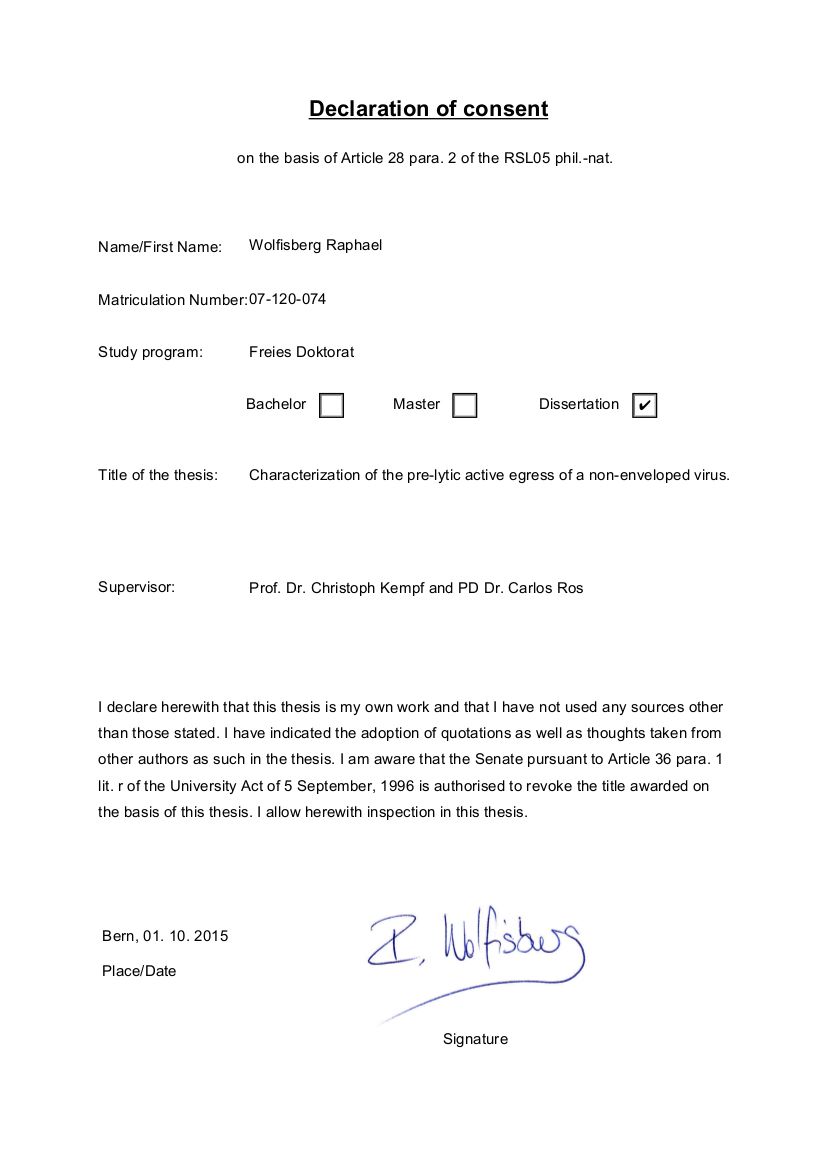 Declaration of consent
on the basis of Article 28 para. 2 of the RSL05 phil.-nat.
Name/First Name: Wolfisberg Raphael
Matriculation Number: 07-120-074
Study program: Freies Doktorat
Bachelor Master Dissertation ✔
Title of the thesis: Characterization of the pre-lytic active egress of a non-enveloped virus.
Supervisor: Prof. Dr. Christoph Kempf and PD Dr. Carlos Ros
I declare herewith that this thesis is my own work and that I have not used any sources other
than those stated. I have indicated the adoption of quotations as well as thoughts taken from
other authors as such in the thesis. I am aware that the Senate pursuant to Article 36 para. 1
lit. r of the University Act of 5 September, 1996 is authorised to revoke the title awarded on
the basis of this thesis. I allow herewith inspection in this thesis.
Bern, 01. 10. 2015
R. Wolfisberg
Place/Date
Signature